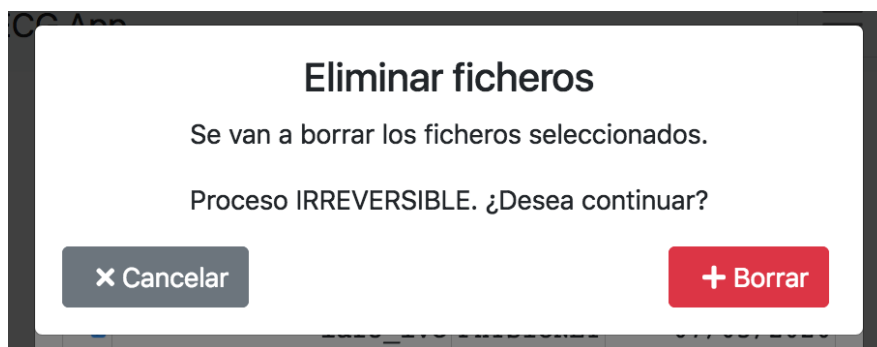 Eliminar ficheros
Se van a borrar los ficheros seleccionados.
Proceso IRREVERSIBLE. ¿Desea continuar?
Cancelar
Borrar